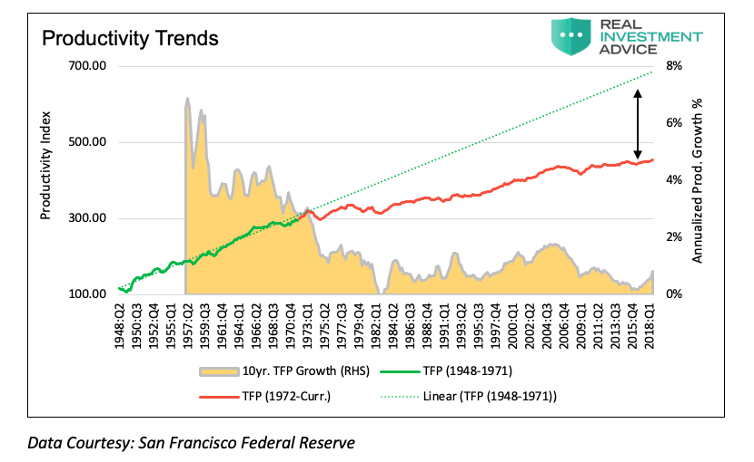 Productivity Trends
REAL
INVESTMENT
ADVICE
Productivity Index
700.00
500.00
300.00
100.00
8%
6%
4%
2%
0%
Annualized Prod. Growth %
1948:Q2
1950:Q3
1952:Q4
1955:Q1
1957:Q2
1959:Q3
1961:Q4
1964:Q1
1966:Q2
1968:Q3
1970:Q4
1973:Q1
1975:Q2
1977:Q3
1979:Q4
1982:Q1
1984:Q2
1986:Q3
1988:Q4
1991:Q1
1993:Q2
1995:Q3
1997:Q4
2000:Q1
2002:Q2
2004:Q3
2006:Q4
2009:Q1
2011:Q2
2013:Q3
2015:Q4
2018:Q1
10yr. TFP Growth (RHS)
TFP (1948-1971)
TFP (1972-Curr.)
Linear (TFP (1948-1971))
Data Courtesy: San Francisco Federal Reserve